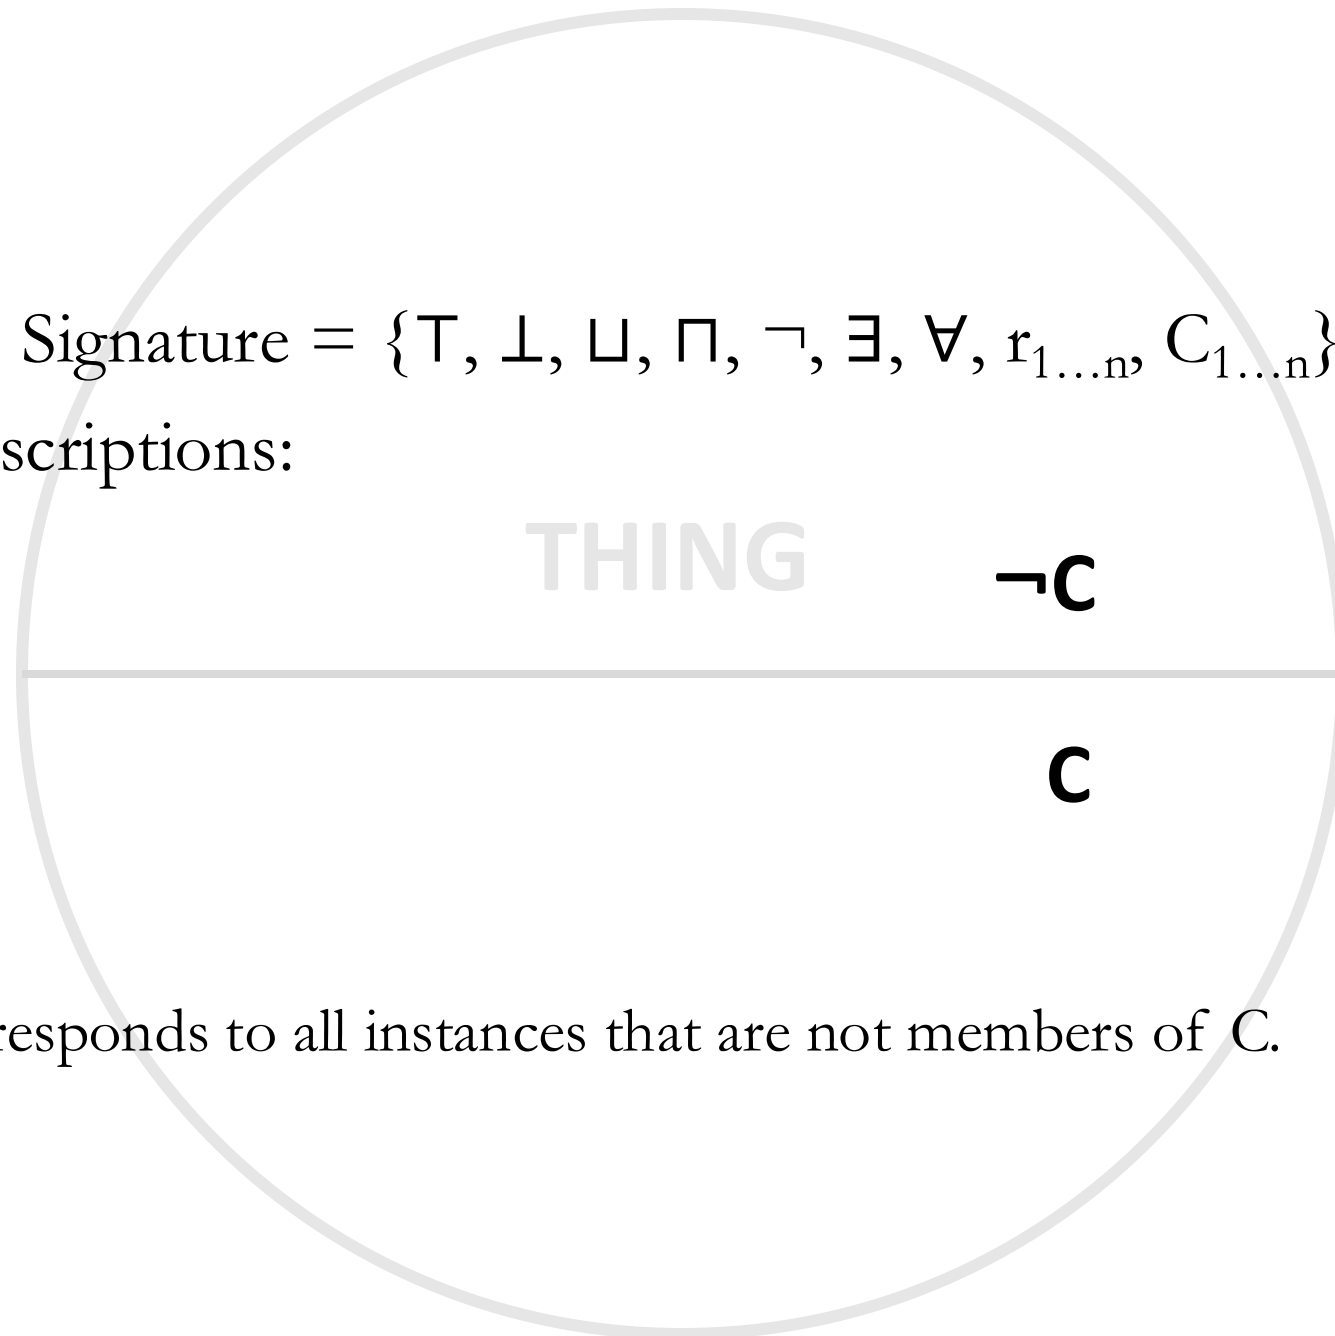 Signature = {⊤, ⊥, ⊔, ⊓, ¬, ∃, ∀, r₁…ₙ, C₁…ₙ}
scriptions:
THING
¬C
C
responds to all instances that are not members of C.